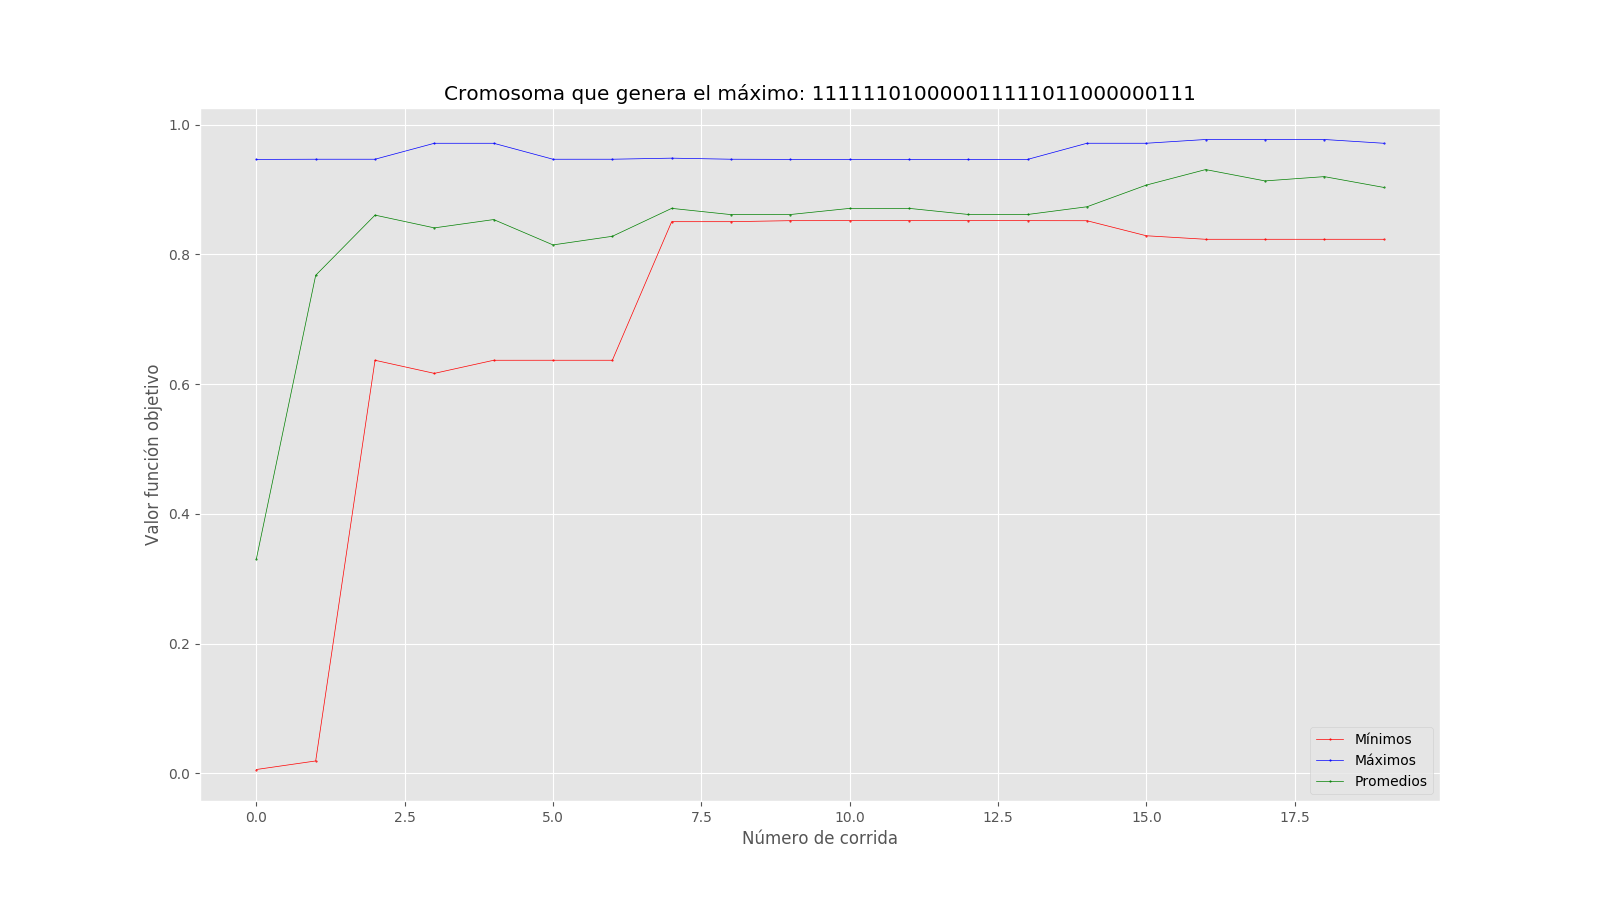 Cromosoma que genera el máximo: 111111010000011111011000000111
1.0
0.8
0.6
0.4
0.2
0.0
Valor función objetivo
Mínimos
Máximos
Promedios
0.0 2.5 5.0 7.5 10.0 12.5 15.0 17.5
Número de corrida